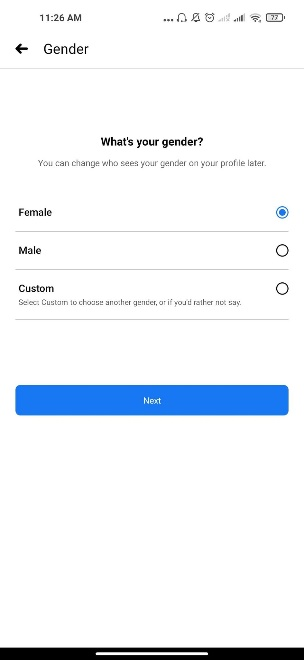 11:26 AM
77
Gender
What's your gender?
You can change who sees your gender on your profile later.
Female
Male
Custom
Select Custom to choose another gender, or if you'd rather not say.
Next